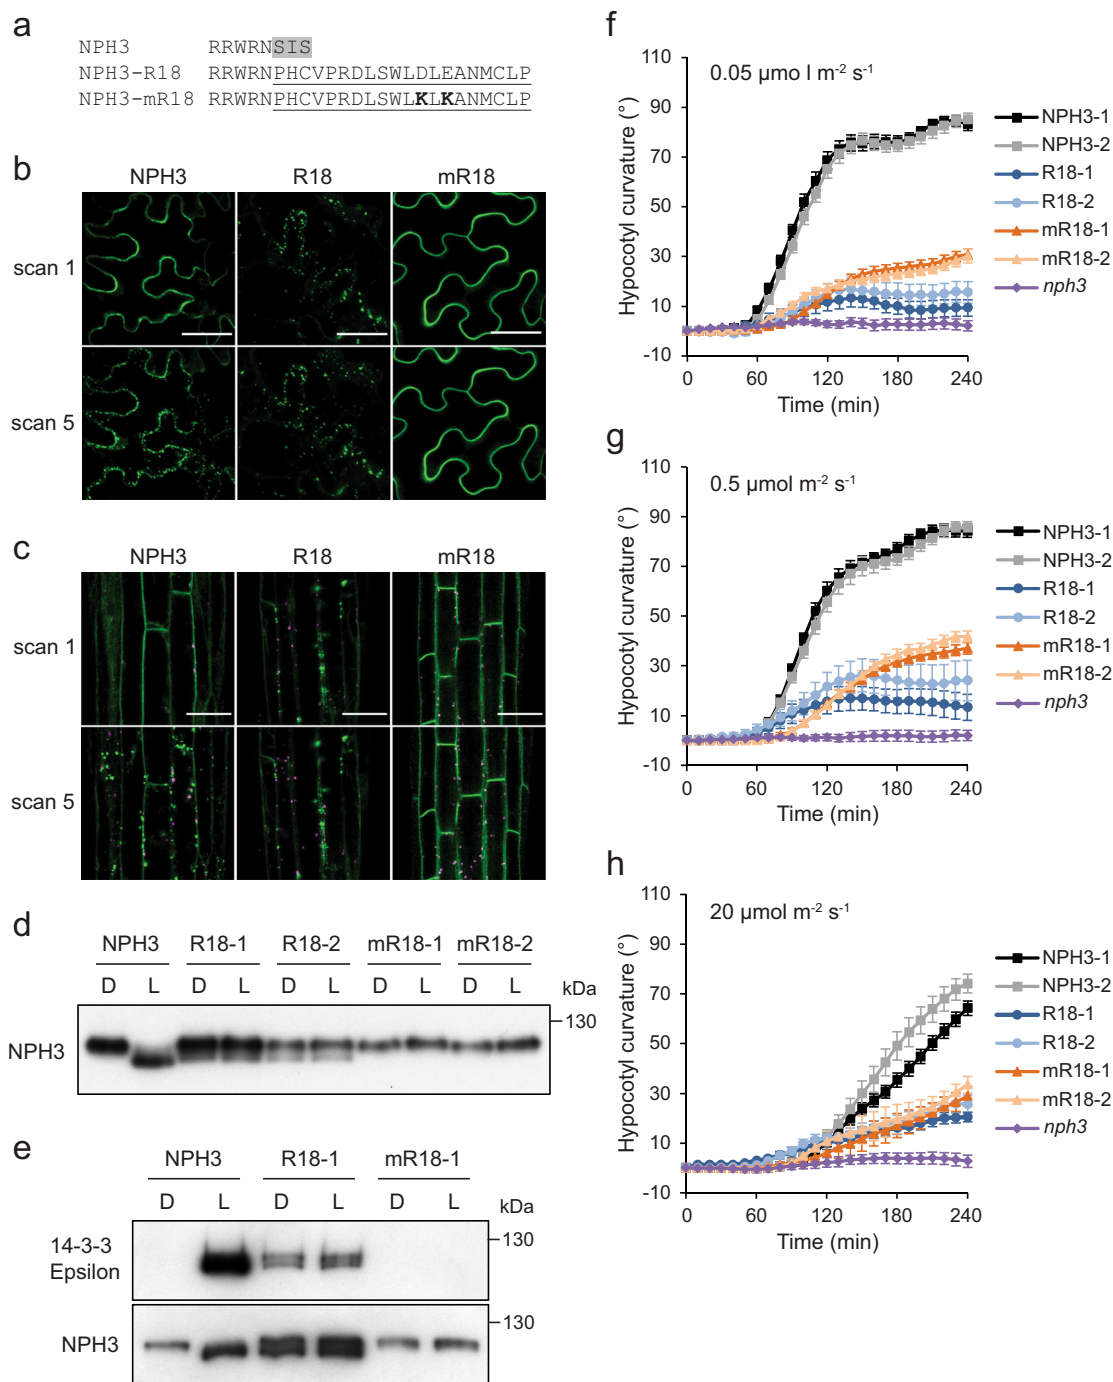 a
NPH3 RRWRNSIS
NPH3-R18 RRWRNPHCVPRDLSWLDLEANMCLP
NPH3-mR18 RRWRNPHCVPRDLSWLKLKANMCLP
b
NPH3 R18 mR18
scan 1
scan 5
c
NPH3 R18 mR18
scan 1
scan 5
d
NPH3 R18-1 R18-2 mR18-1 mR18-2
D L D L D L D L D L kDa
130
NPH3
e
NPH3 R18-1 mR18-1
D L D L D L kDa
14-3-3
Epsilon
130
NPH3
130
f
0.05 µmo l m-2 s-1
Hypocotyl curvature (°)
110
90
70
50
30
10
-10
0 60 120 180 240
Time (min)
NPH3-1
NPH3-2
R18-1
R18-2
mR18-1
mR18-2
nph3
g
0.5 µmol m-2 s-1
Hypocotyl curvature (°)
110
90
70
50
30
10
-10
0 60 120 180 240
Time (min)
NPH3-1
NPH3-2
R18-1
R18-2
mR18-1
mR18-2
nph3
h
20 µmol m-2 s-1
Hypocotyl curvature (°)
110
90
70
50
30
10
-10
0 60 120 180 240
Time (min)
NPH3-1
NPH3-2
R18-1
R18-2
mR18-1
mR18-2
nph3